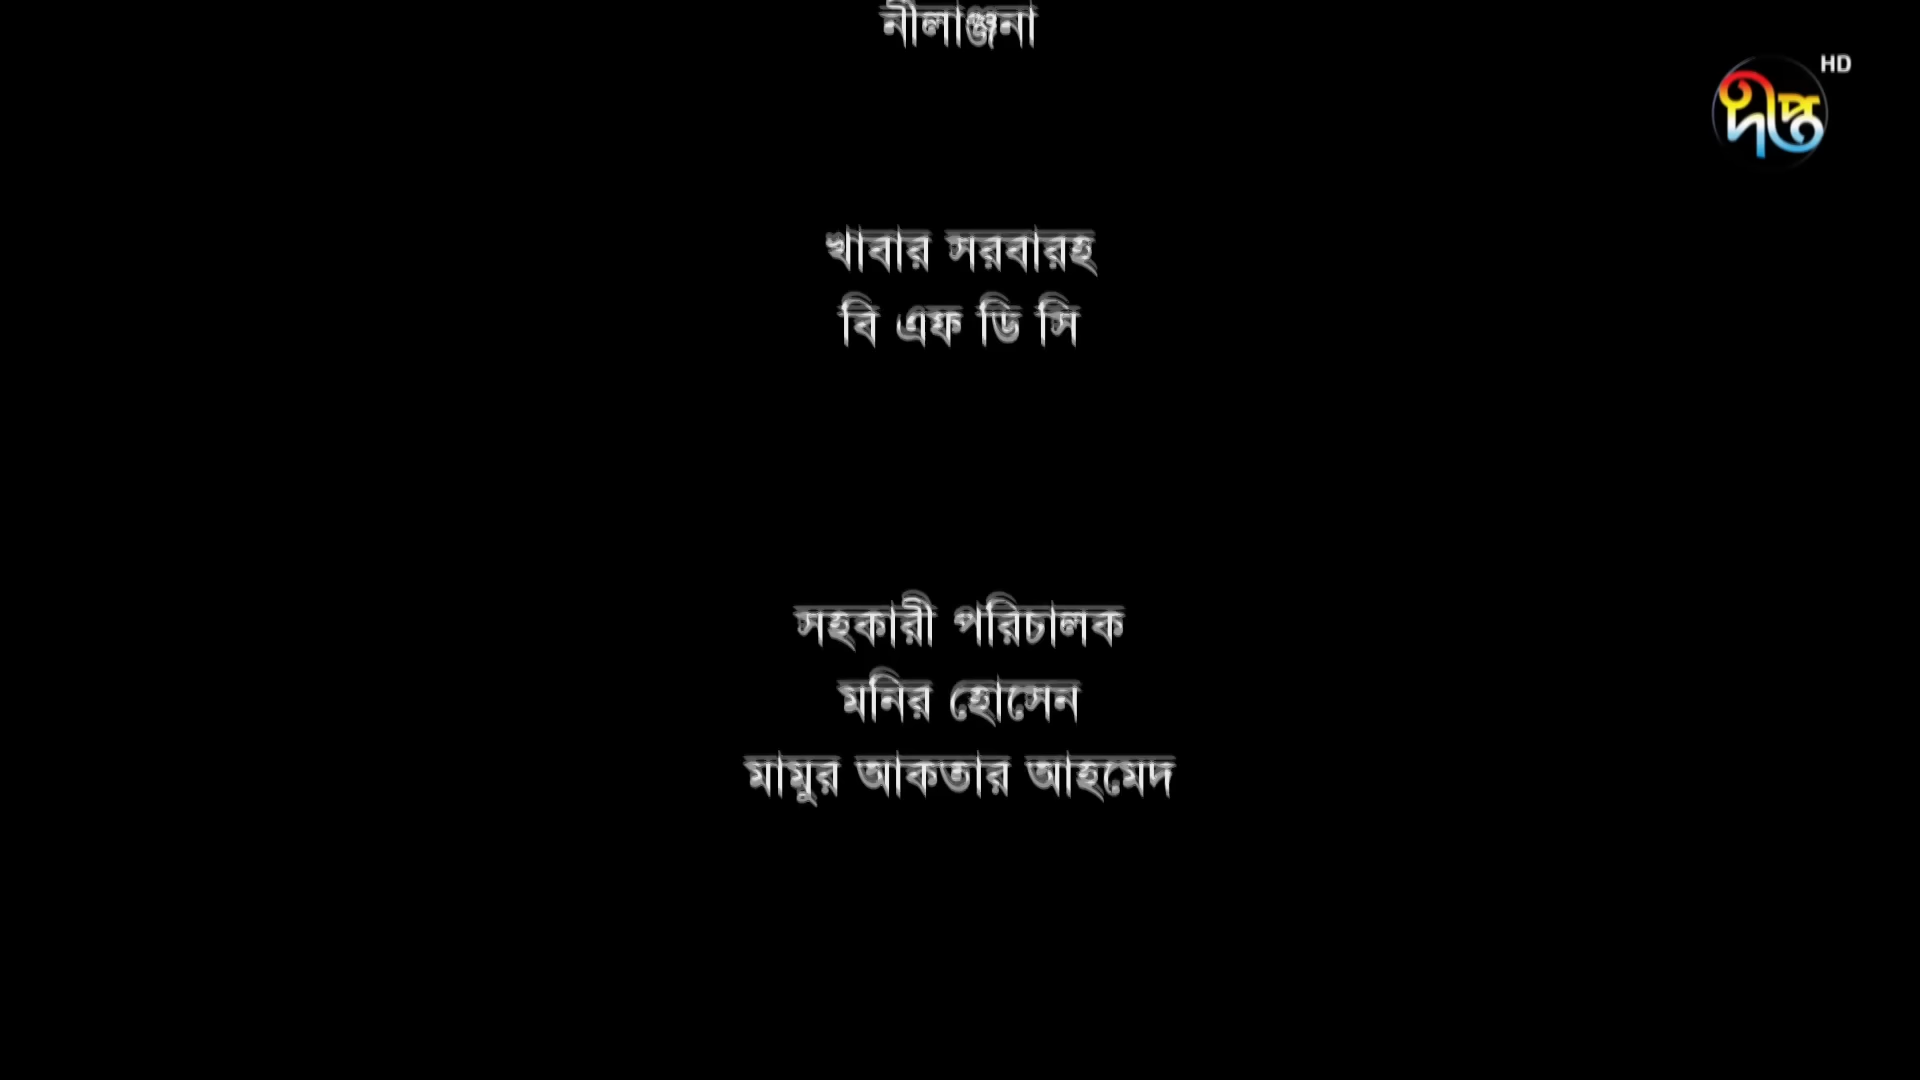 নীলাঞ্জনা
HD
দীপ্ত
খাবার সরবারহ
বি এফ ডি সি
সহকারী পরিচালক
মনির হোসেন
মামুর আকতার আহমেদ